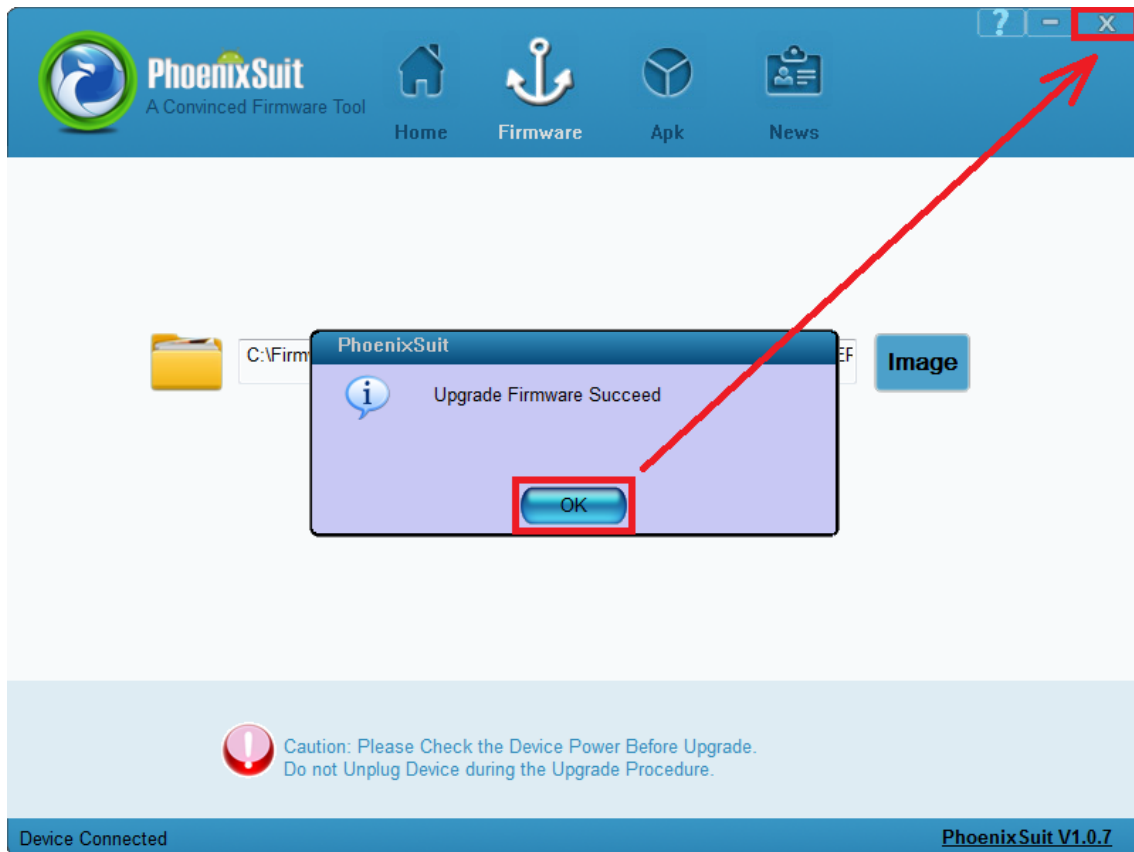 ? - X
PhoenixSuit
A Convinced Firmware Tool
Home Firmware Apk News
PhoenixSuit
C:\Firm
Image
Upgrade Firmware Succeed
OK
Caution: Please Check the Device Power Before Upgrade.
Do not Unplug Device during the Upgrade Procedure.
Device Connected PhoenixSuit V1.0.7